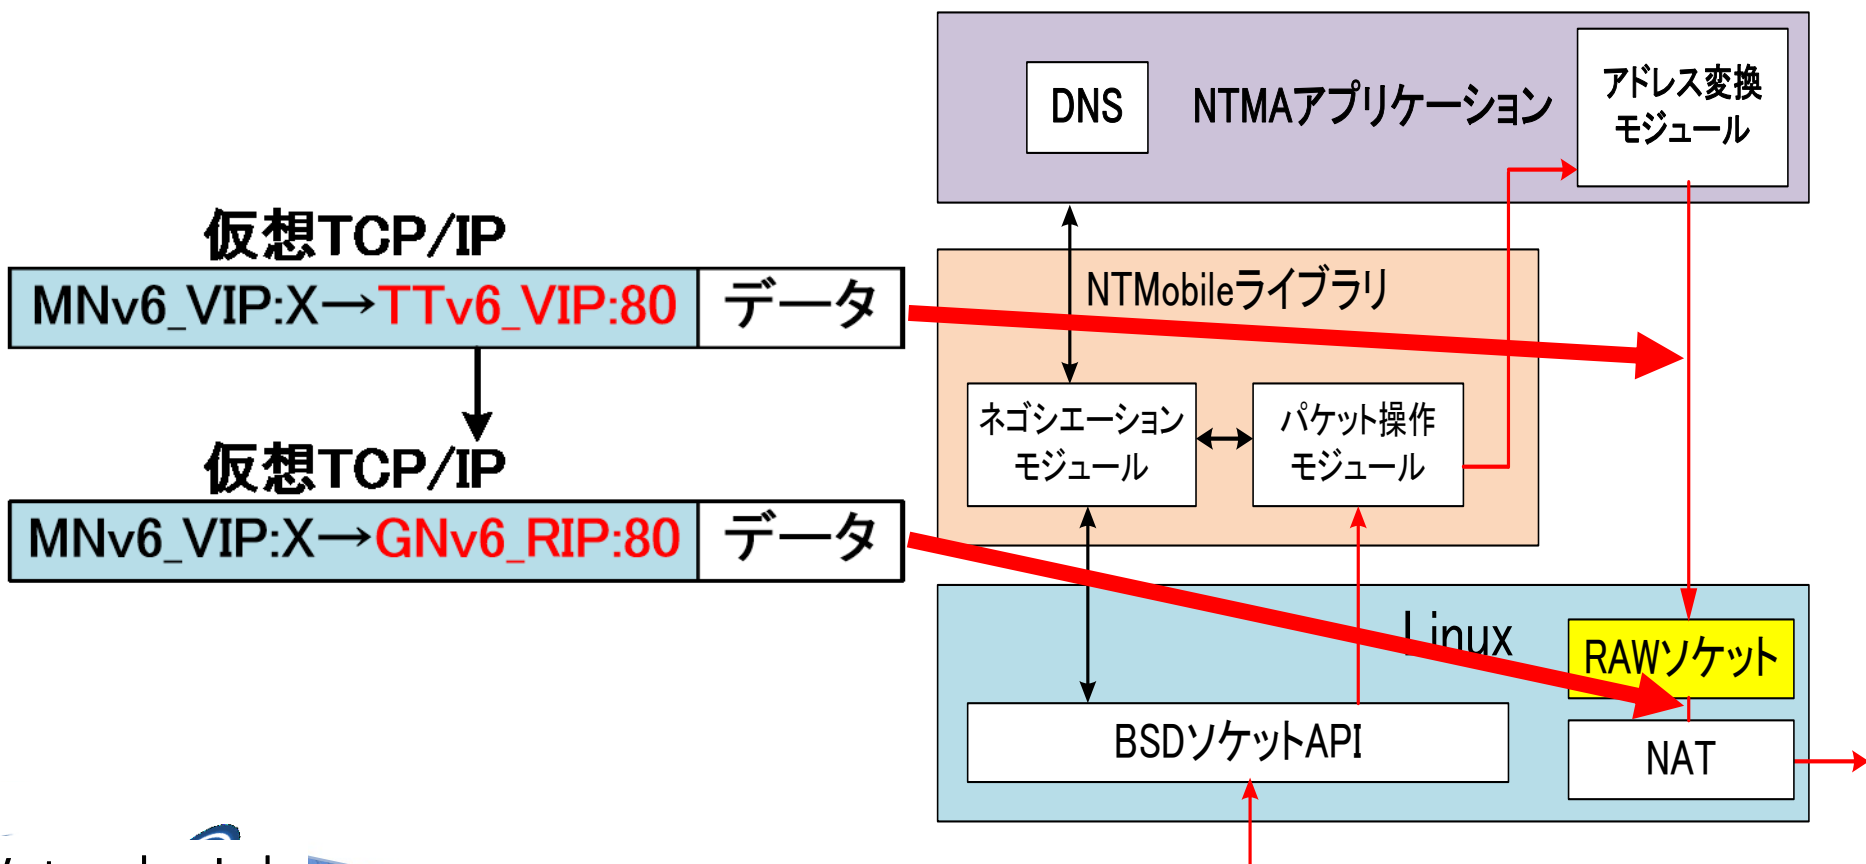 DNS
NTMAアプリケーション
アドレス変換
モジュール
仮想TCP/IP
MNv6_VIP:X→TTv6_VIP:80
データ
NTMobileライブラリ
ネゴシエーション
モジュール
パケット操作
モジュール
仮想TCP/IP
MNv6_VIP:X→GNv6_RIP:80
データ
Linux
RAWソケット
BSDソケットAPI
NAT